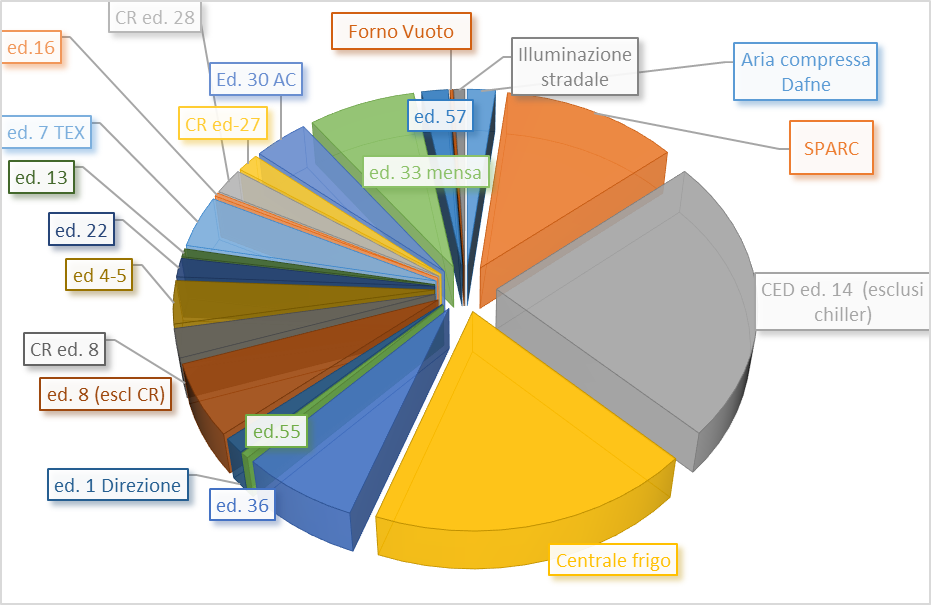 CR ed. 28
Forno Vuoto
ed.16
Illuminazione
stradale
Aria compressa
Dafne
Ed. 30 AC
ed. 57
CR ed-27
ed. 7 TEX
SPARC
ed. 33 mensa
ed. 13
ed. 22
ed 4-5
CED ed. 14  (esclusi
chiller)
CR ed. 8
ed. 8 (escl CR)
ed.55
ed. 1 Direzione
ed. 36
Centrale frigo